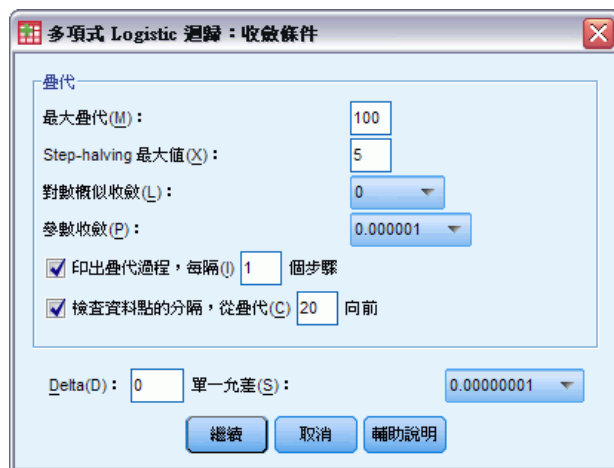 多項式 Logistic 迴歸：收斂條件
疊代
最大疊代(M)： 100
Step-halving 最大值(X)： 5
對數概似收斂(L)： 0
參數收斂(P)： 0.000001
印出疊代過程，每隔(I) 1 個步驟
檢查資料點的分隔，從疊代(C) 20 向前
Delta(D)： 0 單一允差(S)： 0.00000001
繼續 取消 輔助說明